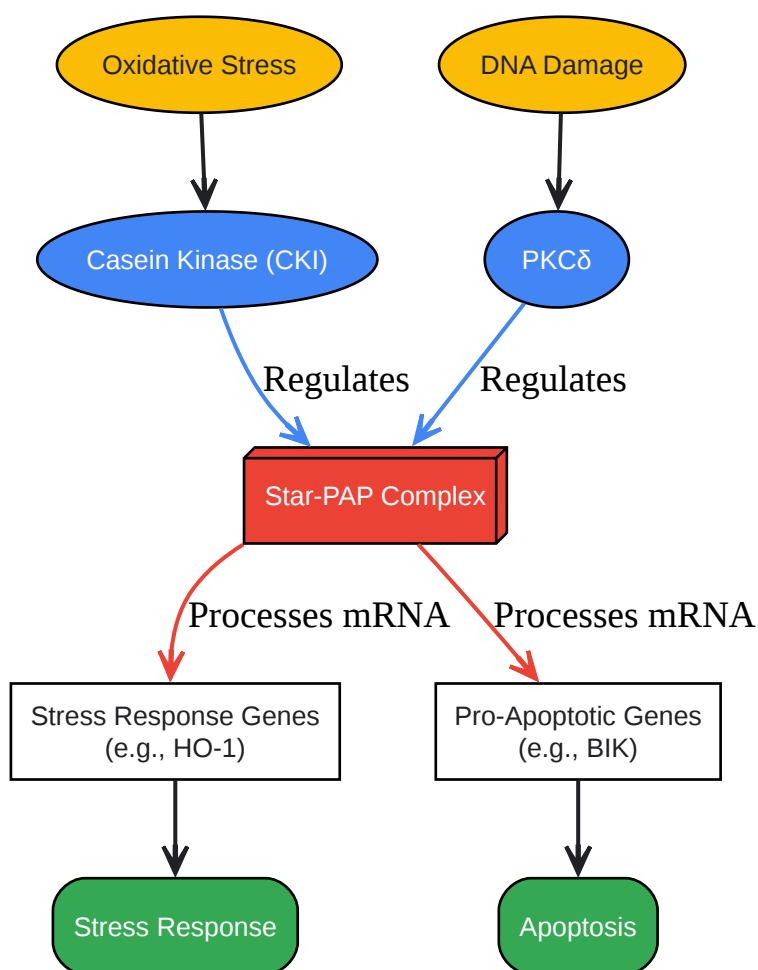 Oxidative Stress
DNA Damage
Casein Kinase (CKI)
PKCδ
Regulates
Regulates
Star-PAP Complex
Processes mRNA
Processes mRNA
Stress Response Genes
(e.g., HO-1)
Pro-Apoptotic Genes
(e.g., BIK)
Stress Response
Apoptosis